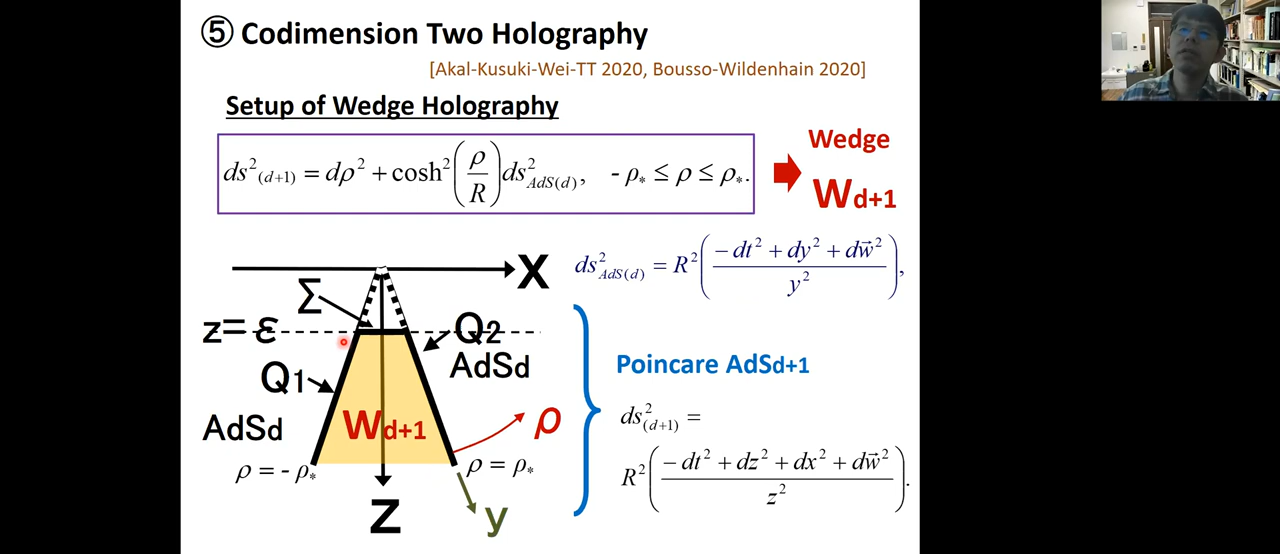 ⑤ Codimension Two Holography
[Akal-Kusuki-Wei-TT 2020, Bousso-Wildenhain 2020]
Setup of Wedge Holography
ds²₍d+1₎ = dρ² + cosh²(ρ/R) ds²AdS(d), - ρ* ≤ ρ ≤ ρ*.
Wedge
Wd+1
X
ds²AdS(d) = R²((−dt² + dy² + dw⃗²)/y²),
Σ
z= ε
Q2
AdSd
Q1
AdSd
Poincare AdSd+1
Wd+1
ρ
ds²(d+1) =
ρ = - ρ*
ρ = ρ*
R²((−dt² + dz² + dx² + dw⃗²)/z²).
Z
y